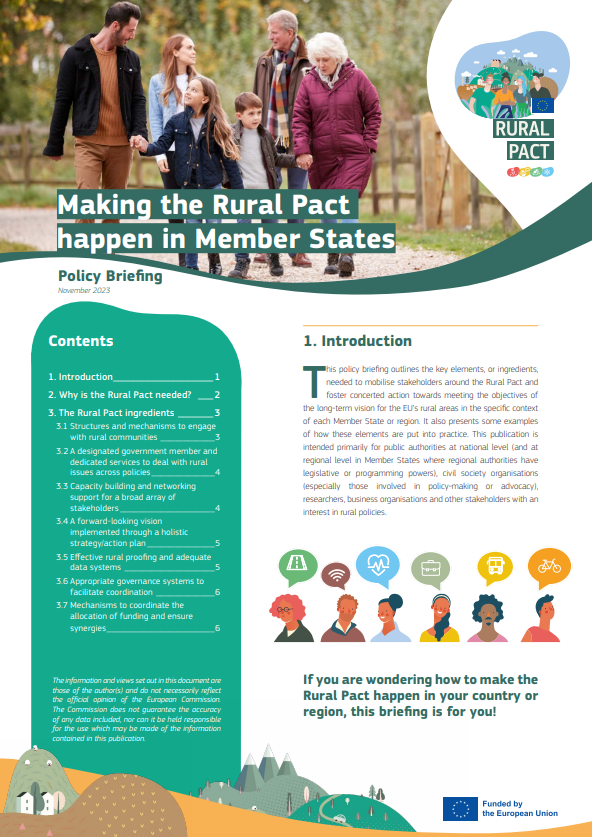 RURAL
PACT
Making the Rural Pact
happen in Member States
Policy Briefing
November 2023
Contents
1. Introduction 1
2. Why is the Rural Pact needed? 2
3. The Rural Pact ingredients 3
3.1 Structures and mechanisms to engage
with rural communities 3
3.2 A designated government member and
dedicated services to deal with rural
issues across policies 4
3.3 Capacity building and networking
support for a broad array of
stakeholders 4
3.4 A forward-looking vision
implemented through a holistic
strategy/action plan 5
3.5 Effective rural proofing and adequate
data systems 5
3.6 Appropriate governance systems to
facilitate coordination 6
3.7 Mechanisms to coordinate the
allocation of funding and ensure
synergies 6
The information and views set out in this document are
those of the author(s) and do not necessarily reflect
the official opinion of the European Commission.
The Commission does not guarantee the accuracy
of any data included, nor can it be held responsible
for the use which may be made of the information
contained in this publication.
1. Introduction
This policy briefing outlines the key elements, or ingredients,
needed to mobilise stakeholders around the Rural Pact and
foster concerted action towards meeting the objectives of
the long-term vision for the EU's rural areas in the specific context
of each Member State or region. It also presents some examples
of how these elements are put into practice. This publication is
intended primarily for public authorities at national level (and at
regional level in Member States where regional authorities have
legislative or programming powers), civil society organisations
(especially those involved in policy-making or advocacy),
researchers, business organisations and other stakeholders with an
interest in rural policies.
If you are wondering how to make the
Rural Pact happen in your country or
region, this briefing is for you!
Funded by
the European Union